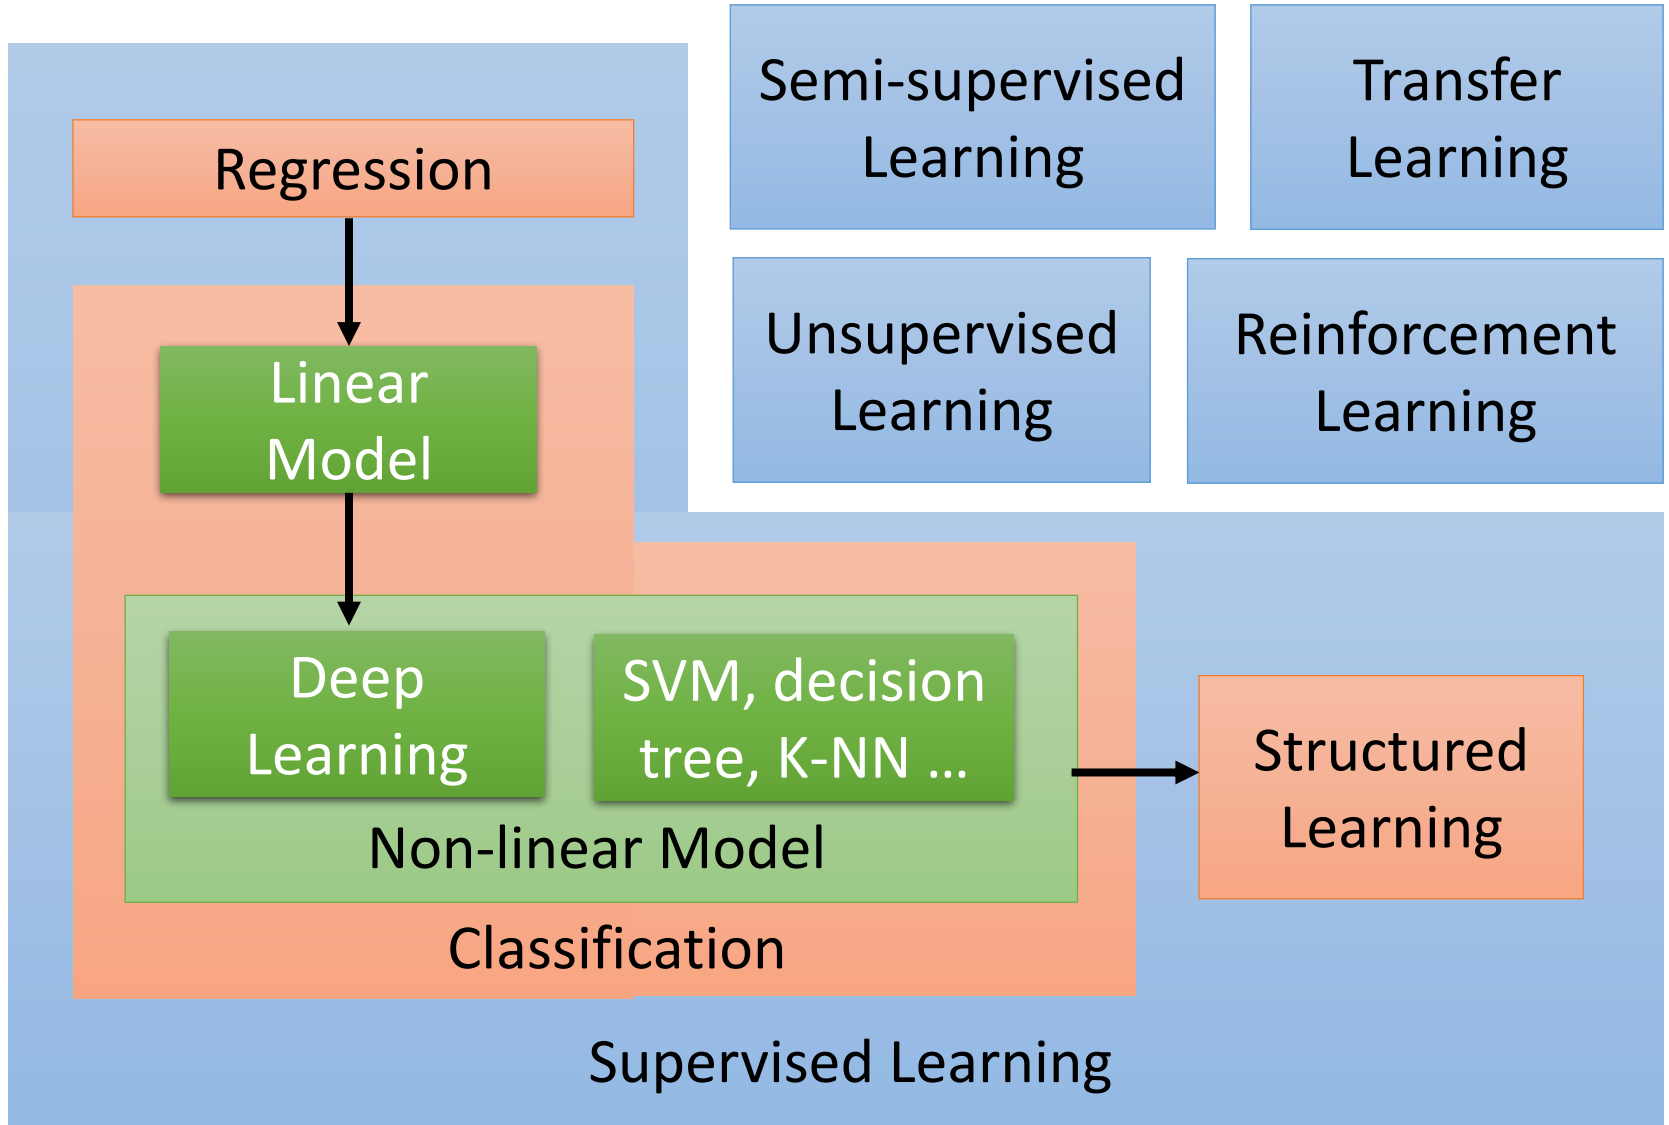 Semi-supervised
Learning
Transfer
Learning
Regression
Unsupervised
Learning
Reinforcement
Learning
Linear
Model
Deep
Learning
SVM, decision
tree, K-NN ...
Non-linear Model
Classification
Structured
Learning
Supervised Learning